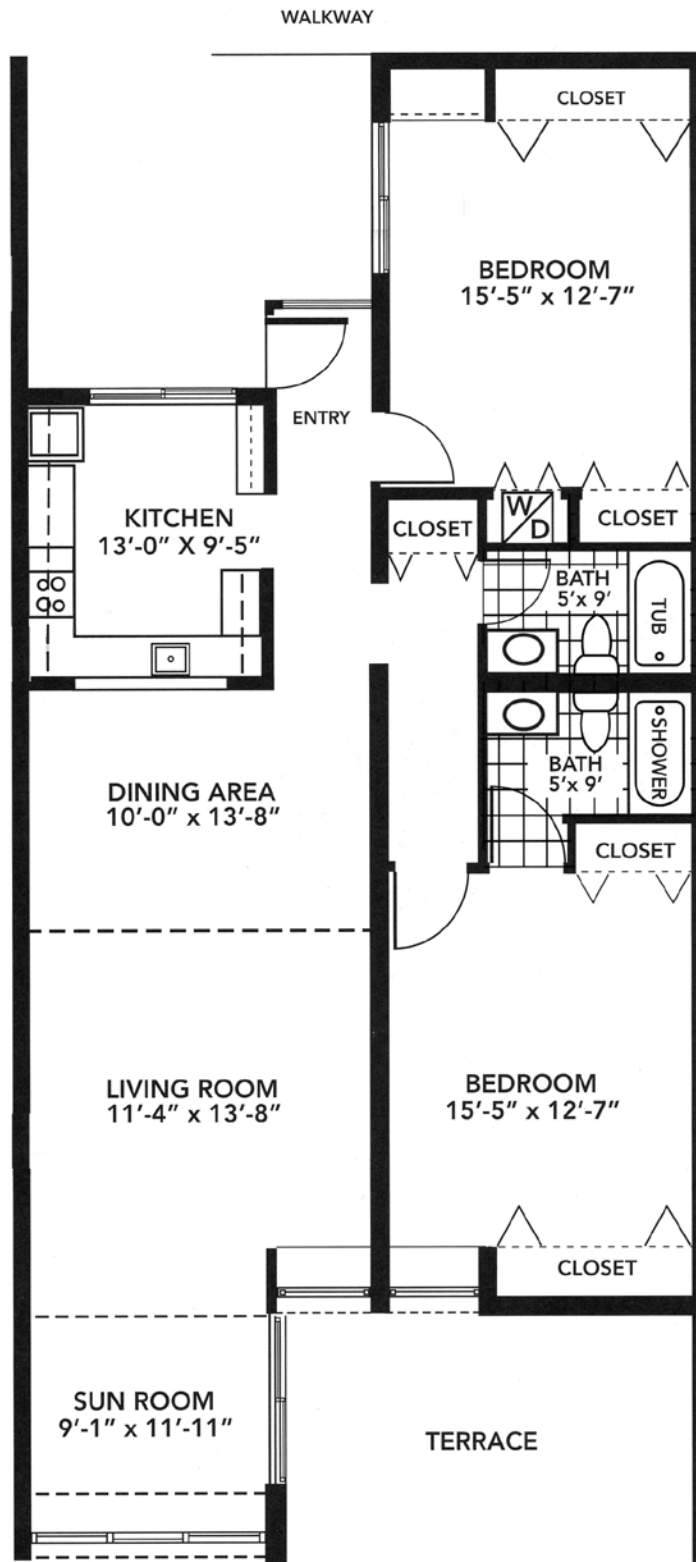 WALKWAY
CLOSET
BEDROOM
15'-5" x 12'-7"
ENTRY
KITCHEN
13'-0" X 9'-5"
CLOSET
W
D
CLOSET
BATH
5'x 9'
TUB
SHOWER
BATH
5'x 9'
DINING AREA
10'-0" x 13'-8"
CLOSET
LIVING ROOM
11'-4" x 13'-8"
BEDROOM
15'-5" x 12'-7"
CLOSET
SUN ROOM
9'-1" x 11'-11"
TERRACE